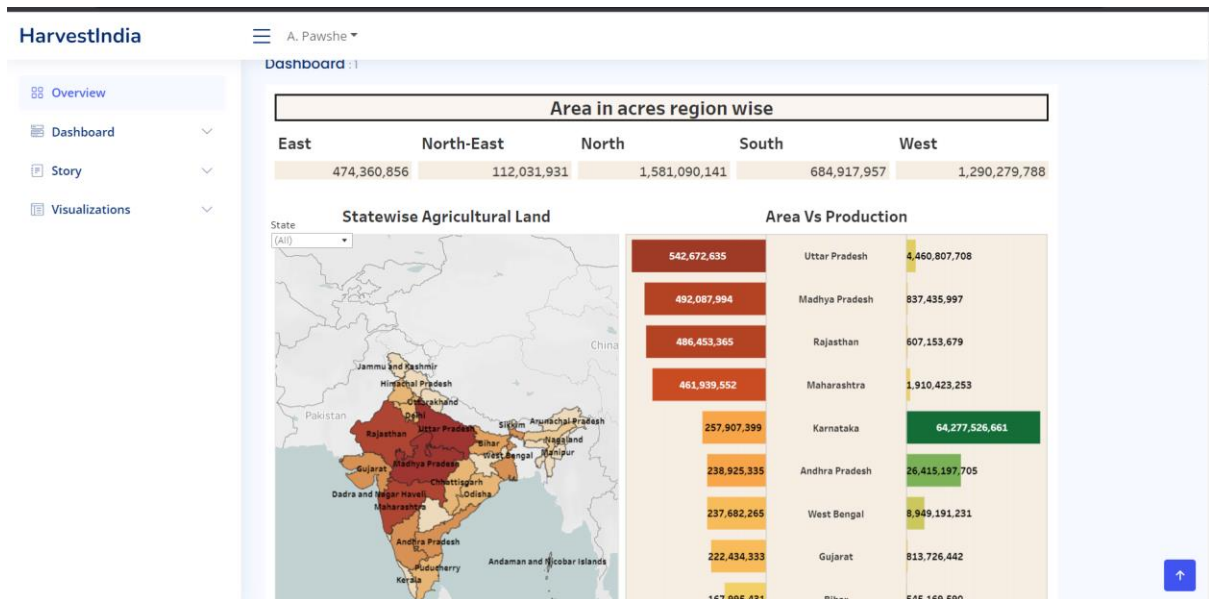 HarvestIndia
A. Pawshe
Overview
Dashboard
Story
Visualizations
Dashboard : 1
Area in acres region wise
East North-East North South West
474,360,856 112,031,931 1,581,090,141 684,917,957 1,290,279,788
Statewise Agricultural Land
State
(All)
China
Jammu and Kashmir
Himachal Pradesh
Uttarakhand
Pakistan
Delhi
Sikkim
Arunachal Pradesh
Rajasthan
Uttar Pradesh
Bihar
Nagaland
West Bengal
Manipur
Gujarat
Madhya Pradesh
Chhattisgarh
Dadra and Nagar Haveli
Odisha
Maharashtra
Andhra Pradesh
Puducherry
Andaman and Nicobar Islands
Kerala
Area Vs Production
542,672,635 Uttar Pradesh 4,460,807,708
492,087,994 Madhya Pradesh 837,435,997
486,453,365 Rajasthan 607,153,679
461,939,552 Maharashtra 1,910,423,253
257,907,399 Karnataka 64,277,526,661
238,925,335 Andhra Pradesh 26,415,197,705
237,682,265 West Bengal 8,949,191,231
222,434,333 Gujarat 813,726,442
167,995,431 Bihar 545,169,590